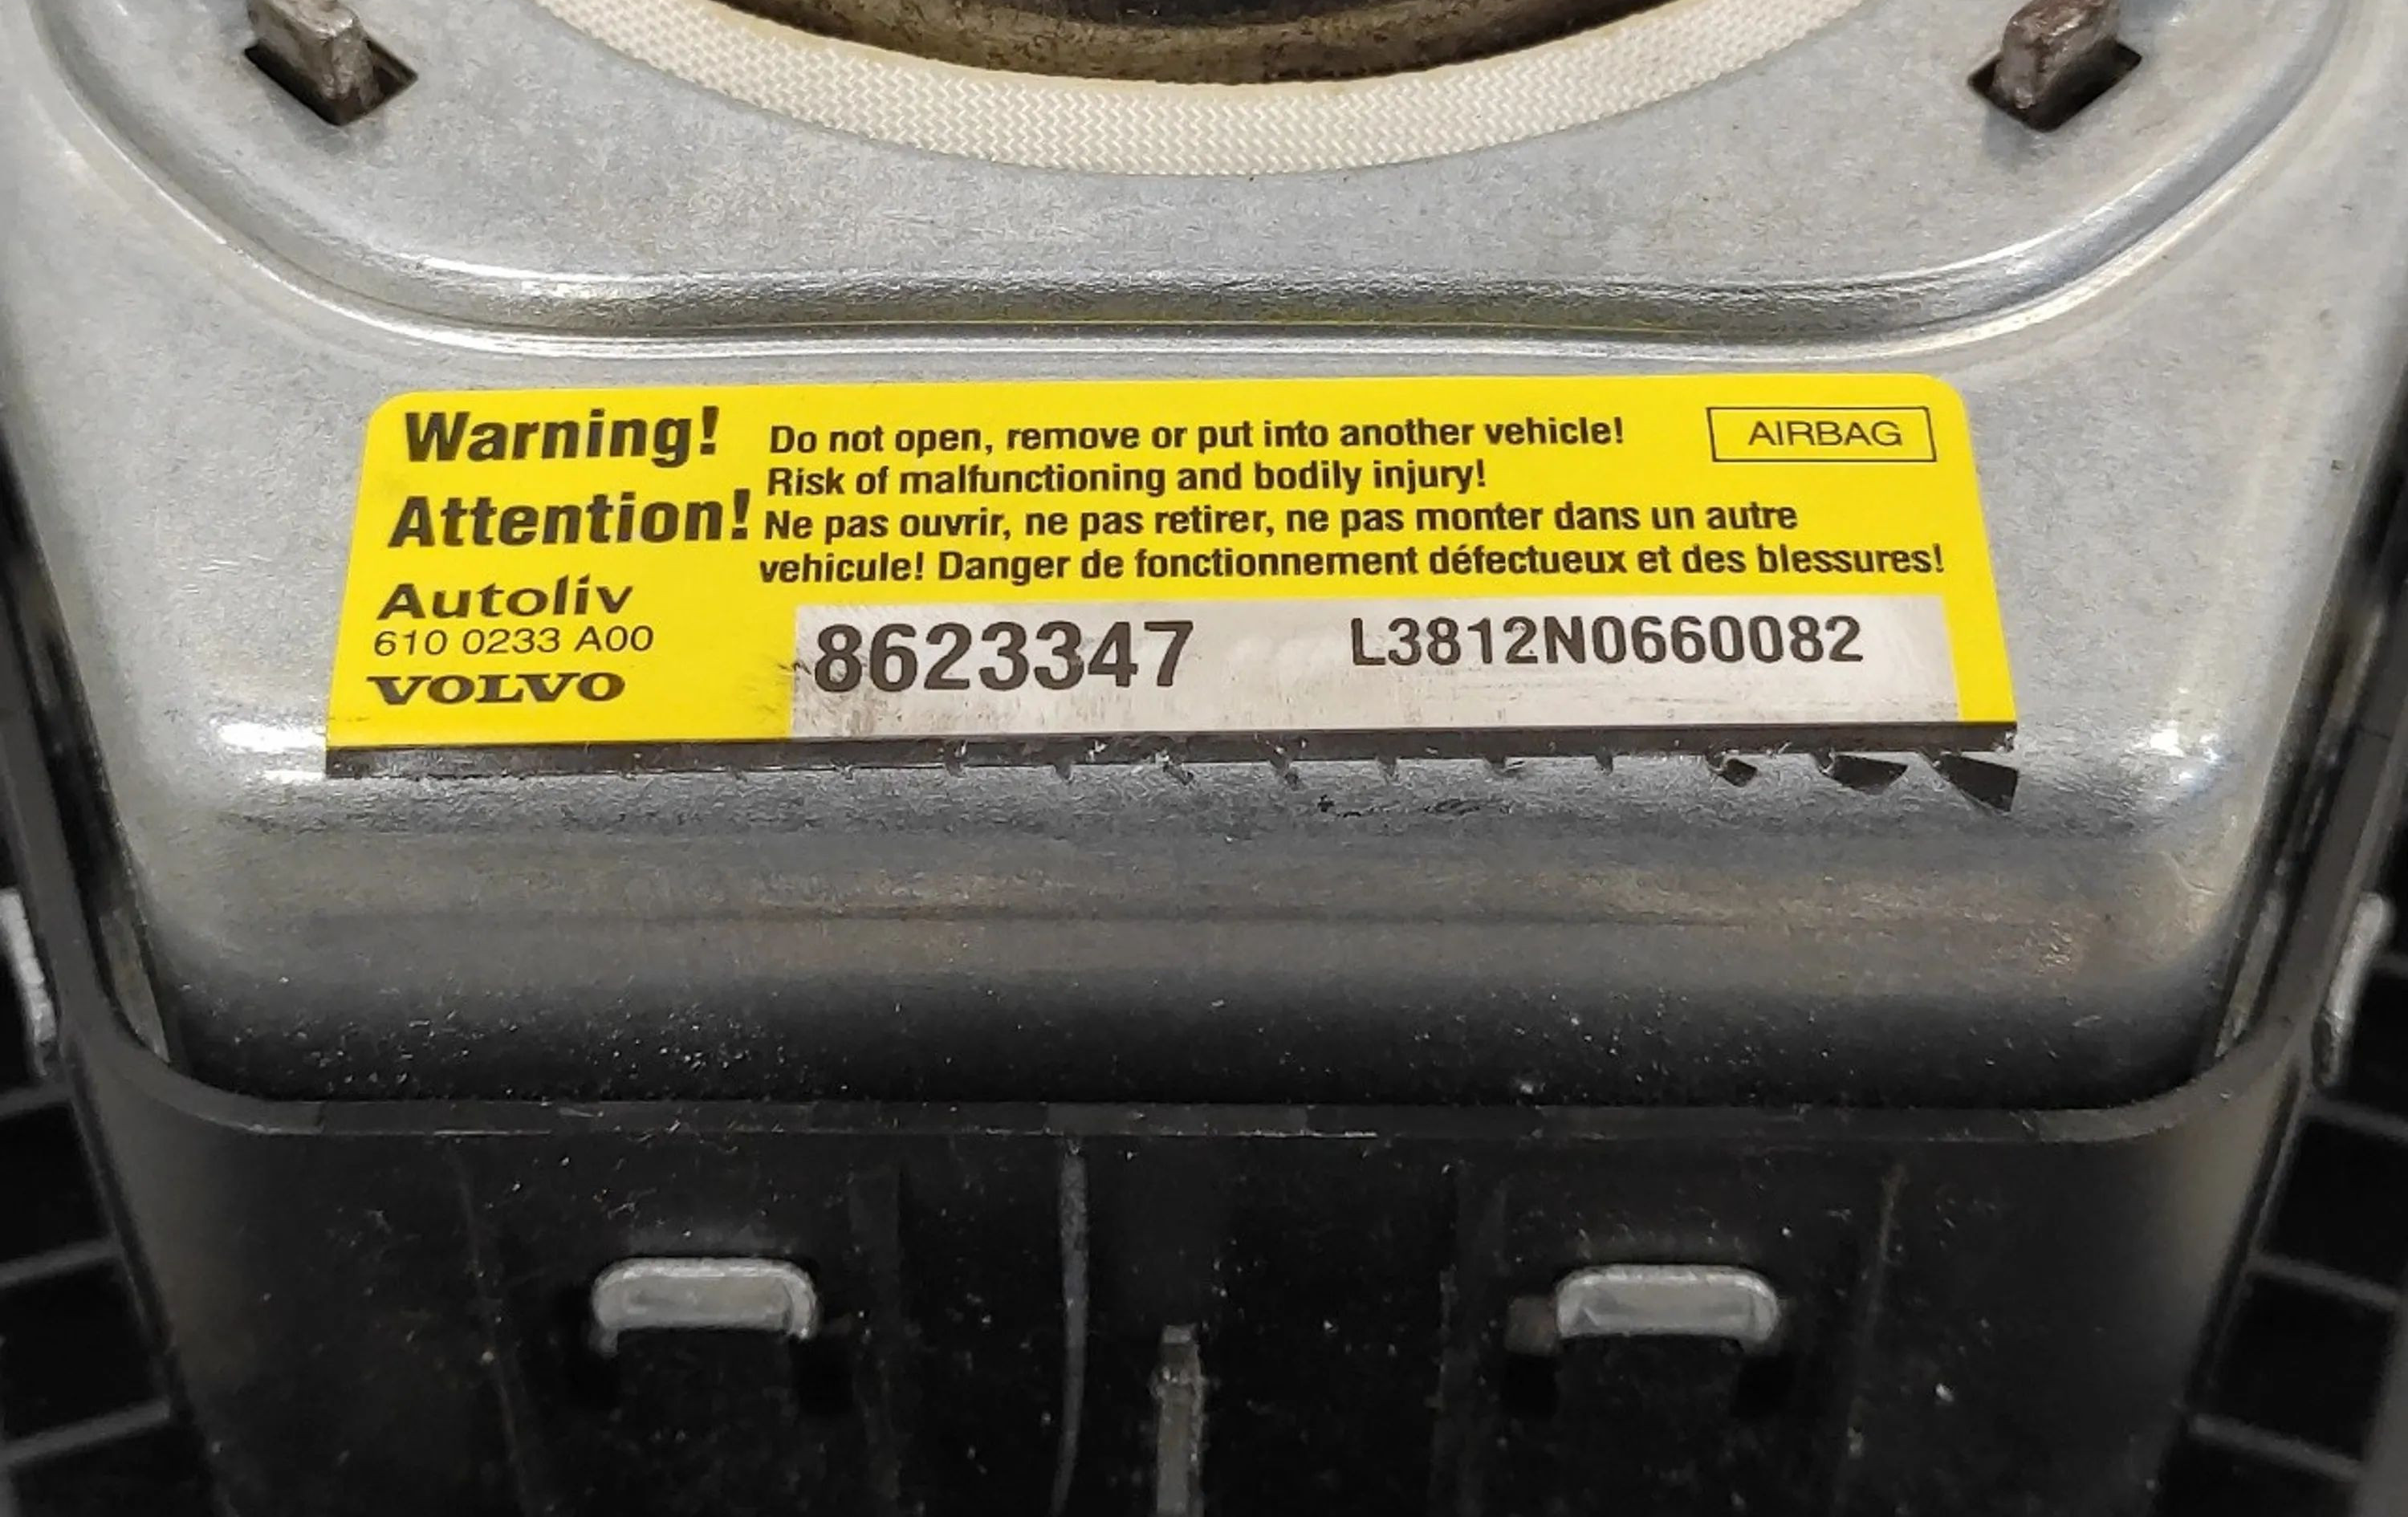 Warning!
Do not open, remove or put into another vehicle!
AIRBAG
Risk of malfunctioning and bodily injury!
Attention!
Ne pas ouvrir, ne pas retirer, ne pas monter dans un autre
vehicule! Danger de fonctionnement défectueux et des blessures!
Autoliv
610 0233 A00
VOLVO
8623347
L3812N0660082